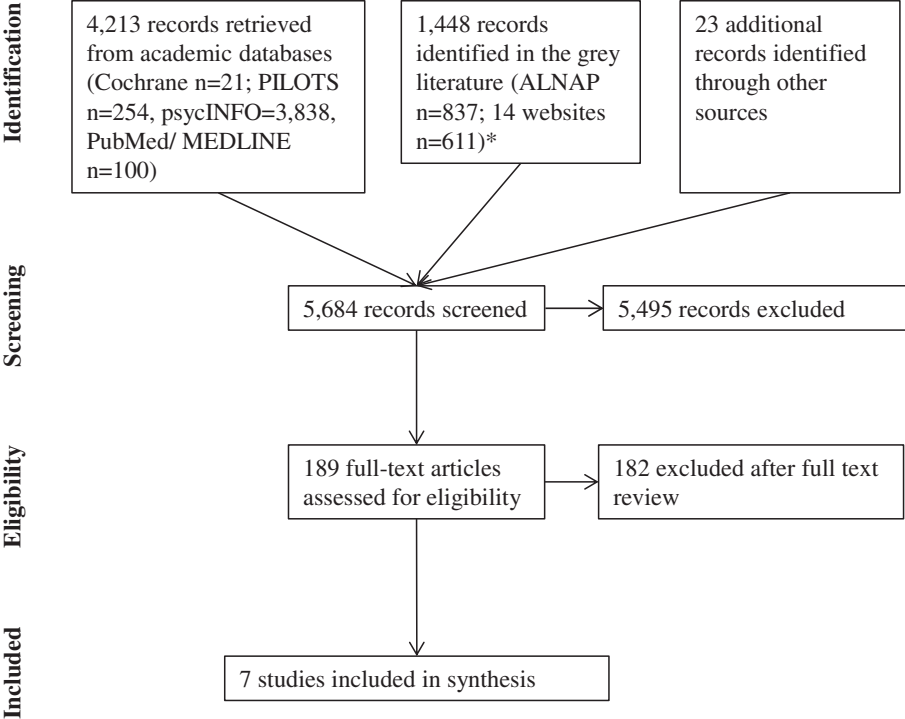 Identification
4,213 records retrieved
from academic databases
(Cochrane n=21; PILOTS
n=254, psycINFO=3,838,
PubMed/ MEDLINE
n=100)
1,448 records
identified in the grey
literature (ALNAP
n=837; 14 websites
n=611)*
23 additional
records identified
through other
sources
Screening
5,684 records screened
5,495 records excluded
Eligibility
189 full-text articles
assessed for eligibility
182 excluded after full text
review
Included
7 studies included in synthesis